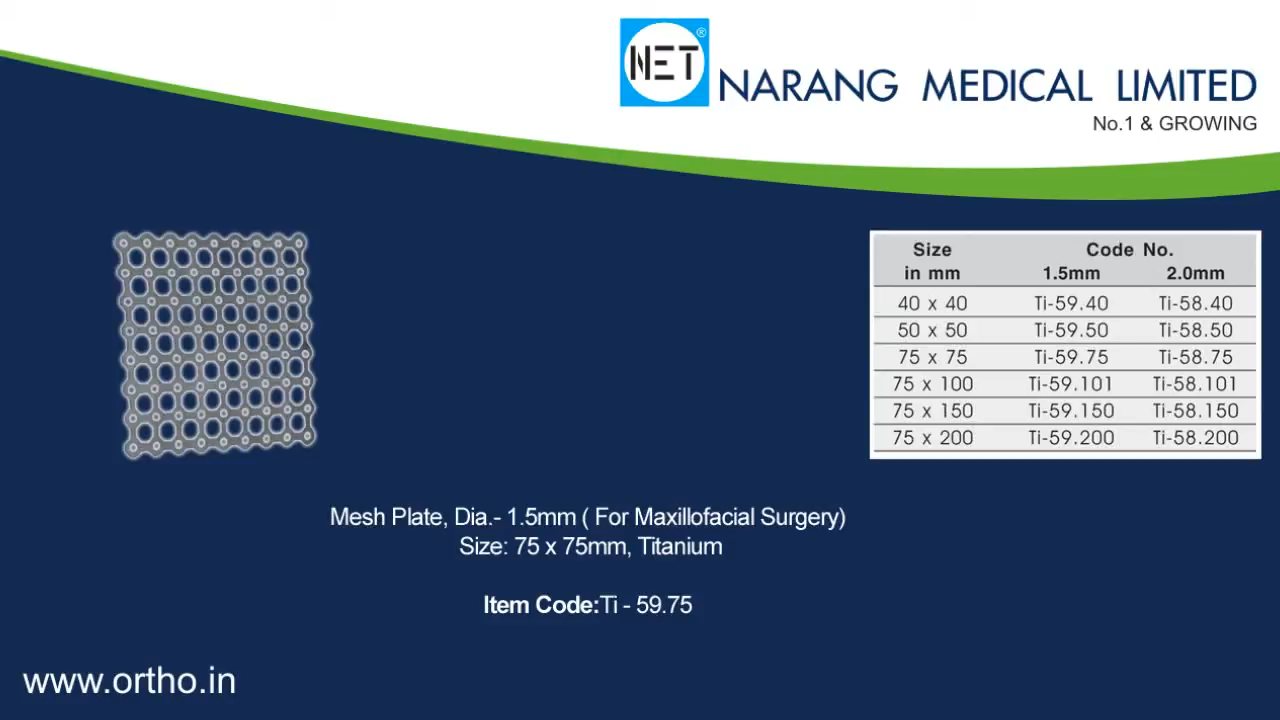 NET ®
NARANG MEDICAL LIMITED
No.1 & GROWING
Size Code No.
in mm 1.5mm 2.0mm
40 x 40 Ti-59.40 Ti-58.40
50 x 50 Ti-59.50 Ti-58.50
75 x 75 Ti-59.75 Ti-58.75
75 x 100 Ti-59.101 Ti-58.101
75 x 150 Ti-59.150 Ti-58.150
75 x 200 Ti-59.200 Ti-58.200
Mesh Plate, Dia.- 1.5mm ( For Maxillofacial Surgery)
Size: 75 x 75mm, Titanium
Item Code:Ti - 59.75
www.ortho.in